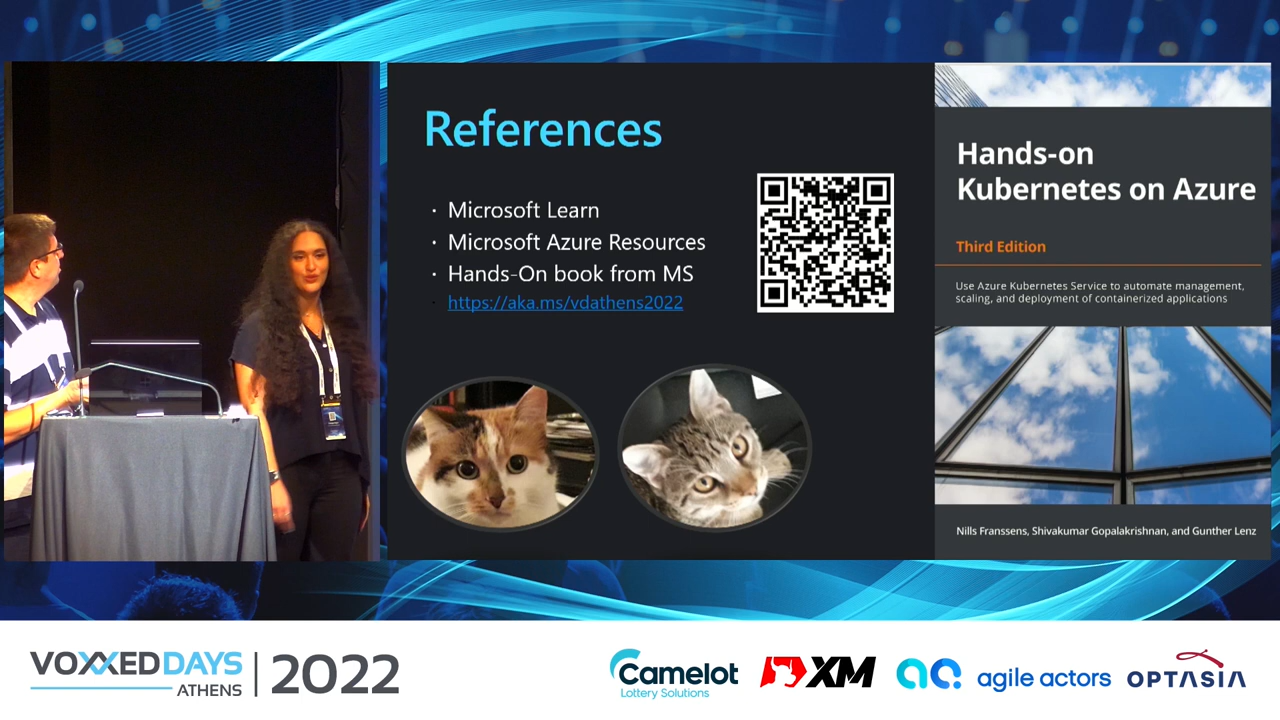 References
· Microsoft Learn
· Microsoft Azure Resources
· Hands-On book from MS
· https://aka.ms/vdathens2022
Hands-on
Kubernetes on Azure
Third Edition
Use Azure Kubernetes Service to automate management,
scaling, and deployment of containerized applications
Nills Franssens, Shivakumar Gopalakrishnan, and Gunther Lenz
VOXXED DAYS
ATHENS
2022
Camelot
Lottery Solutions
XM
agile actors
OPTASIA